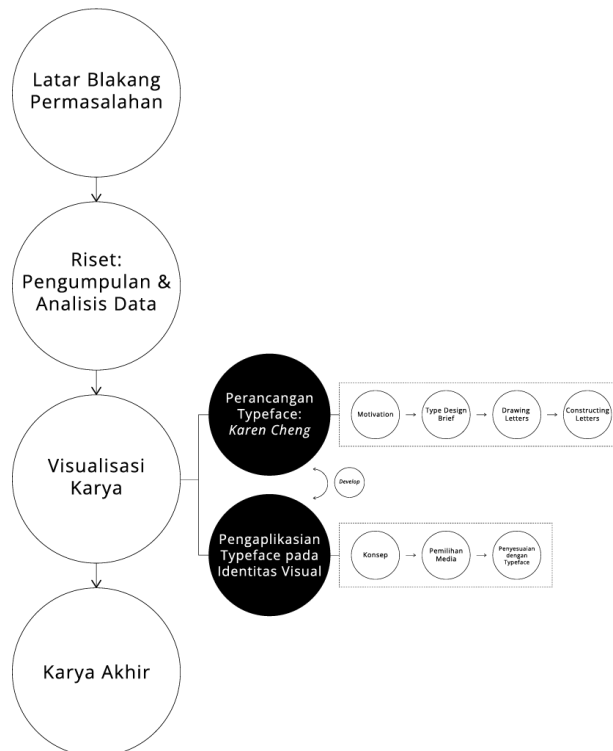 Latar Blakang
Permasalahan
Riset:
Pengumpulan &
Analisis Data
Visualisasi
Karya
Perancangan
Typeface:
Karen Cheng
Motivation
Type Design
Brief
Drawing
Letters
Constructing
Letters
Develop
Pengaplikasian
Typeface pada
Identitas Visual
Konsep
Pemilihan
Media
Penyesuaian
dengan
Typeface
Karya Akhir